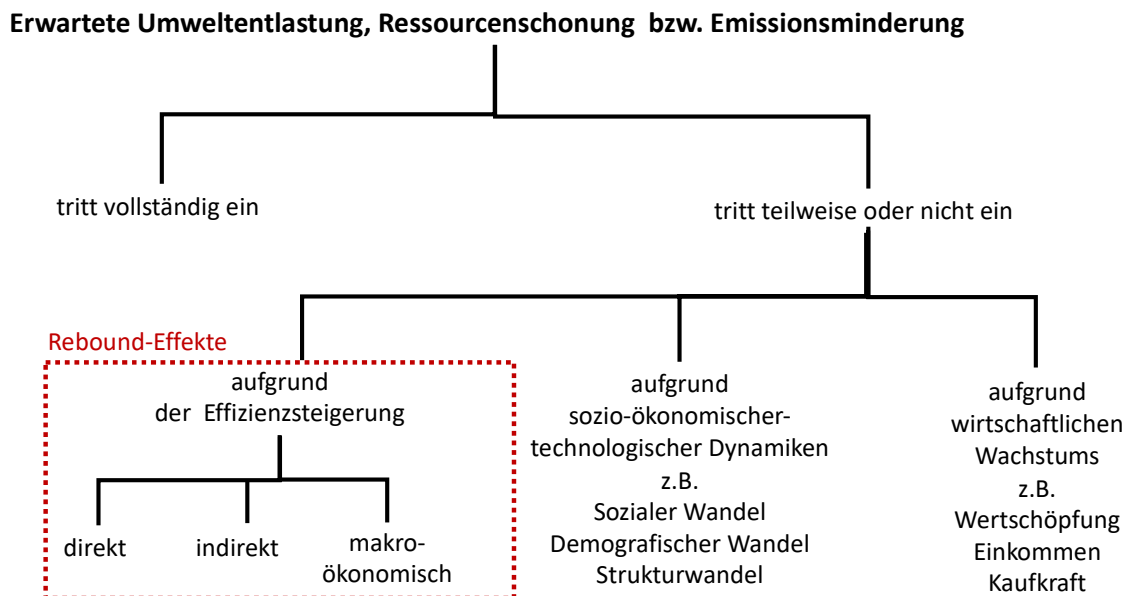 Erwartete Umweltentlastung, Ressourcenschonung bzw. Emissionsminderung
tritt vollständig ein
tritt teilweise oder nicht ein
Rebound-Effekte
aufgrund
der Effizienzsteigerung
direkt
indirekt
makro-
ökonomisch
aufgrund
sozio-ökonomischer-
technologischer Dynamiken
z.B.
Sozialer Wandel
Demografischer Wandel
Strukturwandel
aufgrund
wirtschaftlichen
Wachstums
z.B.
Wertschöpfung
Einkommen
Kaufkraft